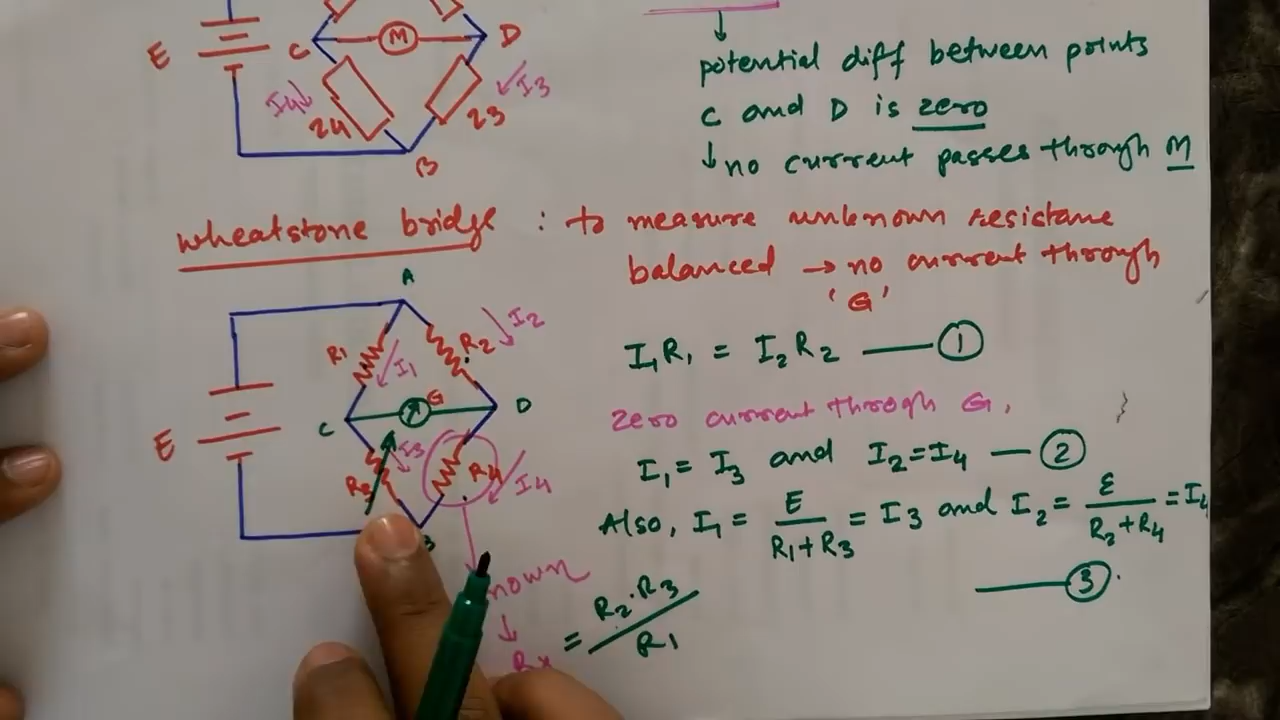 E
C
M
D
I4
24
23
I3
B
potential diff between points
C and D is zero
no current passes through M
Wheatstone bridge : to measure unknown resistance
balanced → no current through
'G'
A
I2
R1
R2
I1
G
C
D
E
I3
R3
R4
I4
I1R1 = I2R2 — 1
Zero current throgh G.
I1 = I3 and I2 = I4 — 2
Also, I1 = E/R1+R3 = I3 and I2 = E/R2+R4 = I4
3
nown
Rx = R2.R3/R1